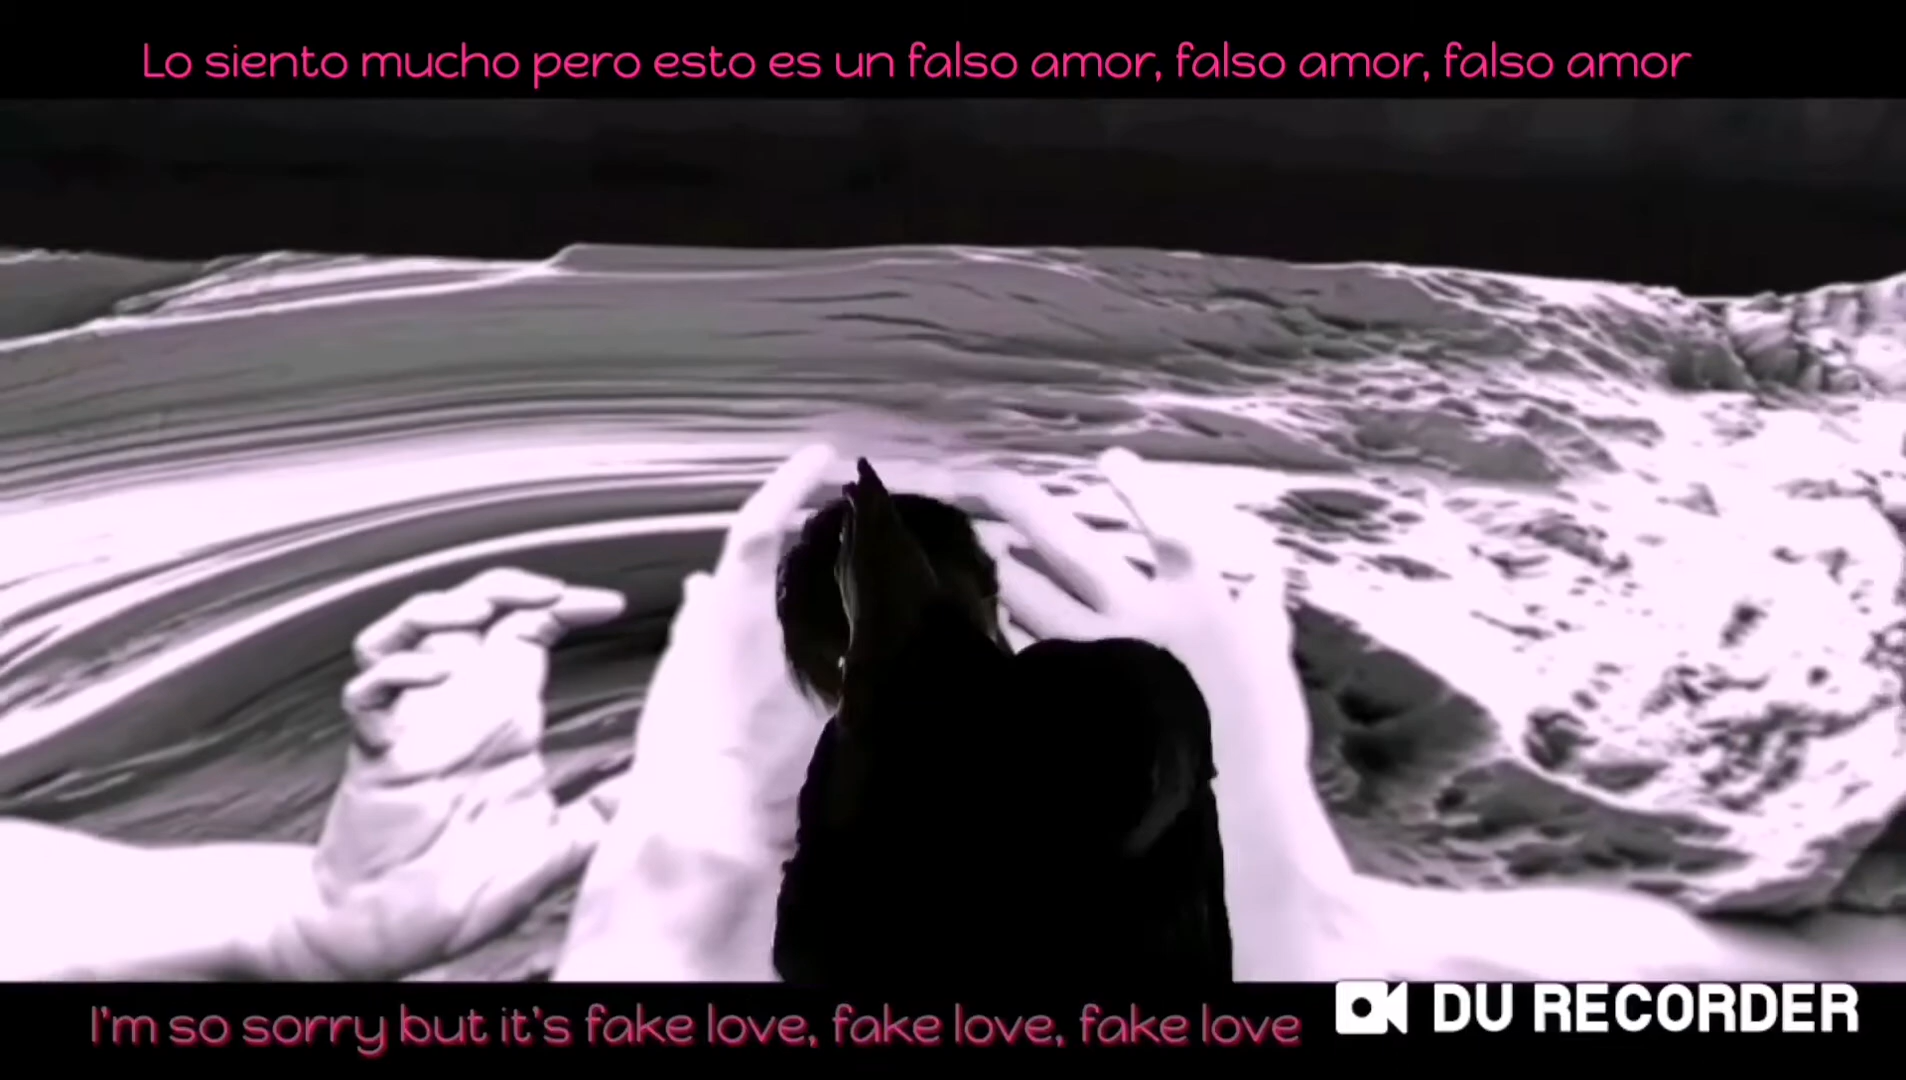 Lo siento mucho pero esto es un falso amor, falso amor, falso amor
I'm so sorry but it's fake love, fake love, fake love
DU RECORDER